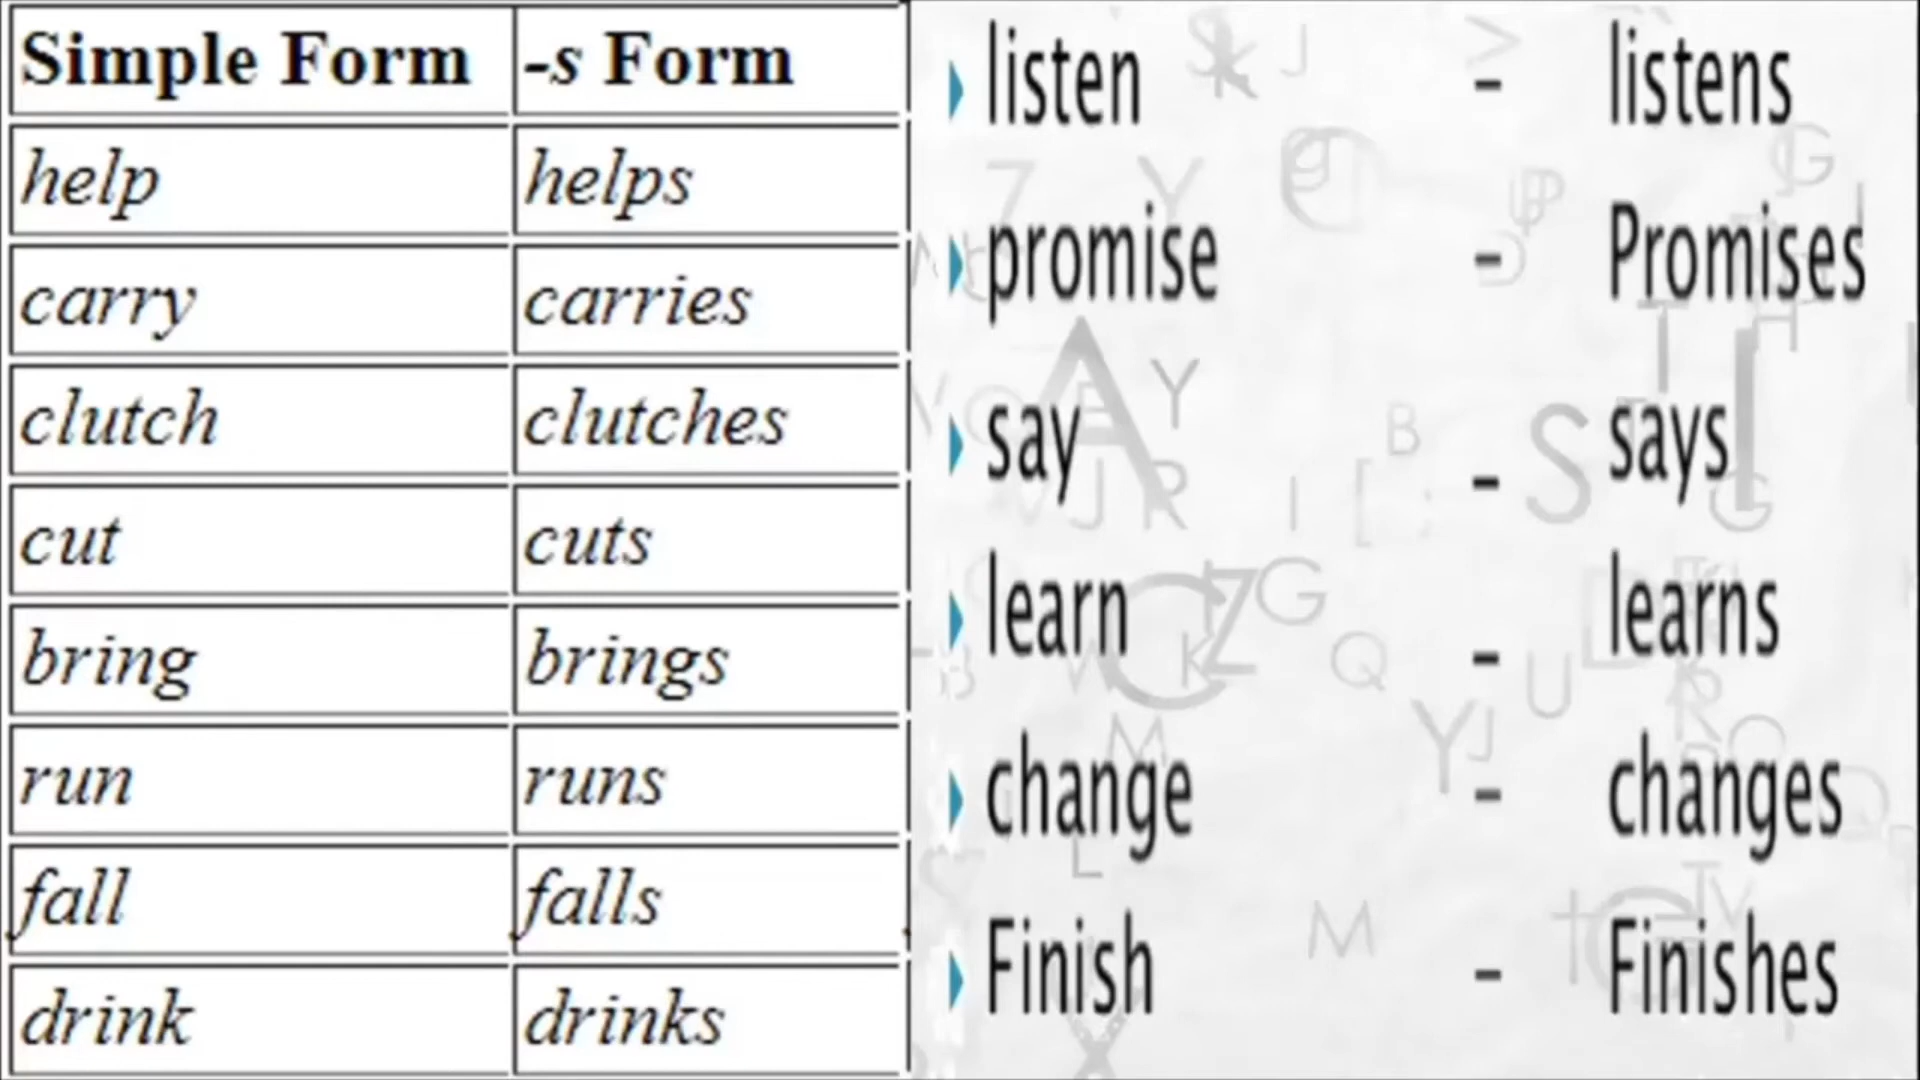 Simple Form -s Form
help helps
carry carries
clutch clutches
cut cuts
bring brings
run runs
fall falls
drink drinks
listen – listens
promise – Promises
say – says
learn – learns
change – changes
Finish – Finishes